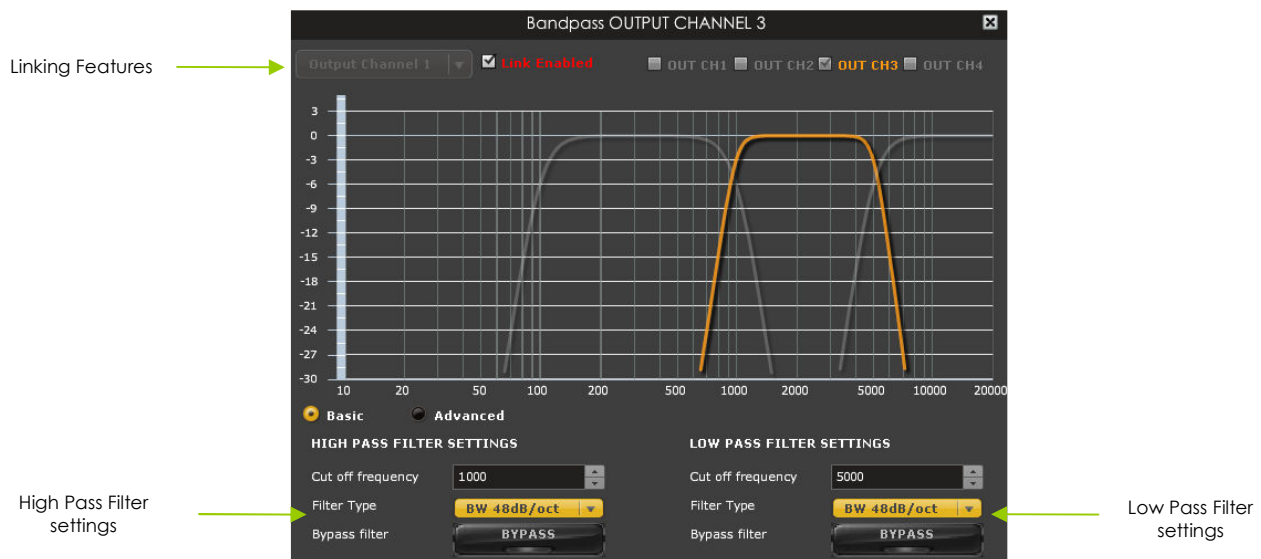 Bandpass OUTPUT CHANNEL 3
Linking Features
Output Channel 1
Link Enabled
OUT CH1 OUT CH2 OUT CH3 OUT CH4
3
0
-3
-6
-9
-12
-15
-18
-21
-24
-27
-30
10 20 50 100 200 500 1000 2000 5000 10000 20000
Basic Advanced
HIGH PASS FILTER SETTINGS
LOW PASS FILTER SETTINGS
Cut off frequency 1000
Cut off frequency 5000
Filter Type BW 48dB/oct
Filter Type BW 48dB/oct
Bypass filter BYPASS
Bypass filter BYPASS
High Pass Filter
settings
Low Pass Filter
settings